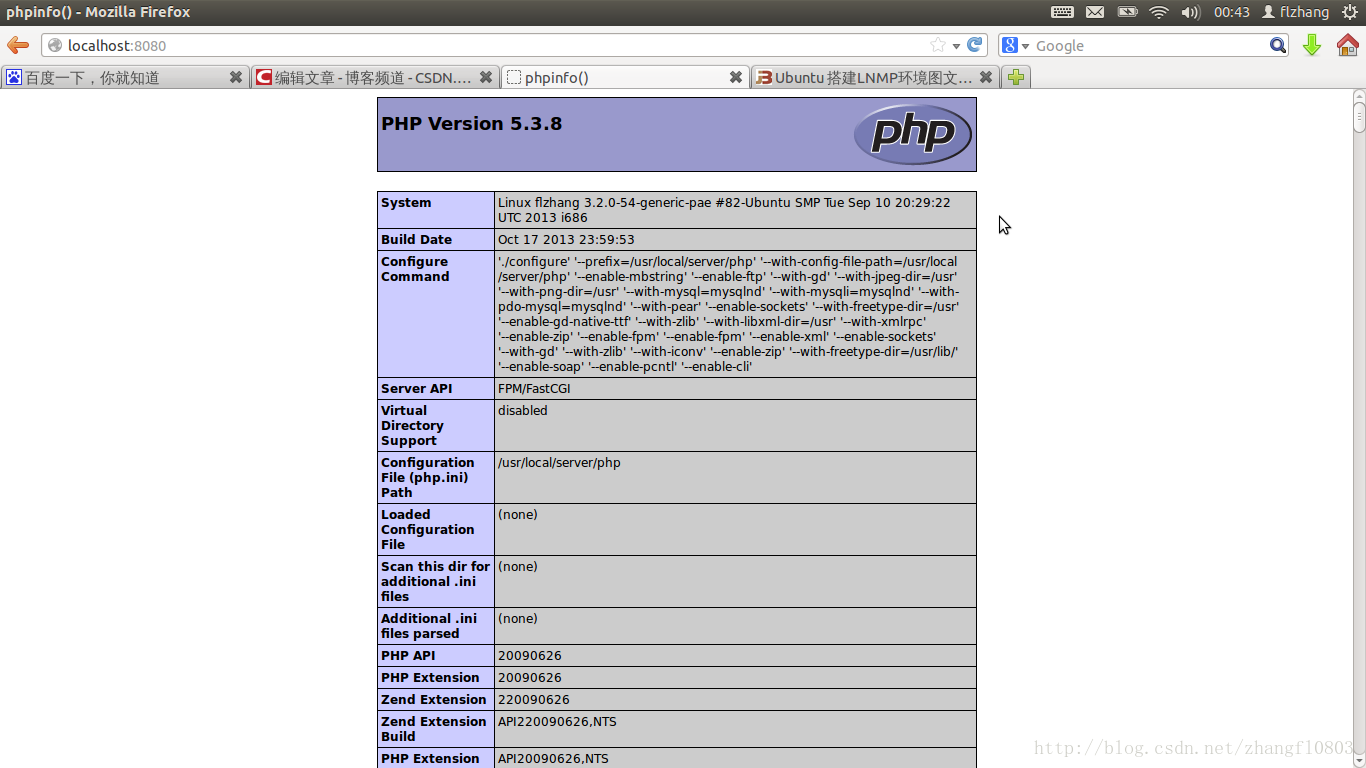 phpinfo() - Mozilla Firefox
00:43
flzhang
localhost:8080
Google
百度一下，你就知道
编辑文章 - 博客频道 - CSDN....
phpinfo()
Ubuntu 搭建LNMP环境图文...
PHP Version 5.3.8
php
System
Linux flzhang 3.2.0-54-generic-pae #82-Ubuntu SMP Tue Sep 10 20:29:22
UTC 2013 i686
Build Date
Oct 17 2013 23:59:53
Configure
Command
'./configure' '--prefix=/usr/local/server/php' '--with-config-file-path=/usr/local
/server/php' '--enable-mbstring' '--enable-ftp' '--with-gd' '--with-jpeg-dir=/usr'
'--with-png-dir=/usr' '--with-mysql=mysqlnd' '--with-mysqli=mysqlnd' '--with-
pdo-mysql=mysqlnd' '--with-pear' '--enable-sockets' '--with-freetype-dir=/usr'
'--enable-gd-native-ttf' '--with-zlib' '--with-libxml-dir=/usr' '--with-xmlrpc'
'--enable-zip' '--enable-fpm' '--enable-fpm' '--enable-xml' '--enable-sockets'
'--with-gd' '--with-zlib' '--with-iconv' '--enable-zip' '--with-freetype-dir=/usr/lib/'
'--enable-soap' '--enable-pcntl' '--enable-cli'
Server API
FPM/FastCGI
Virtual
Directory
Support
disabled
Configuration
File (php.ini)
Path
/usr/local/server/php
Loaded
Configuration
File
(none)
Scan this dir for
additional .ini
files
(none)
Additional .ini
files parsed
(none)
PHP API
20090626
PHP Extension
20090626
Zend Extension
220090626
Zend Extension
Build
API220090626,NTS
PHP Extension
API20090626,NTS
http://blog.csdn.net/zhangfl0803